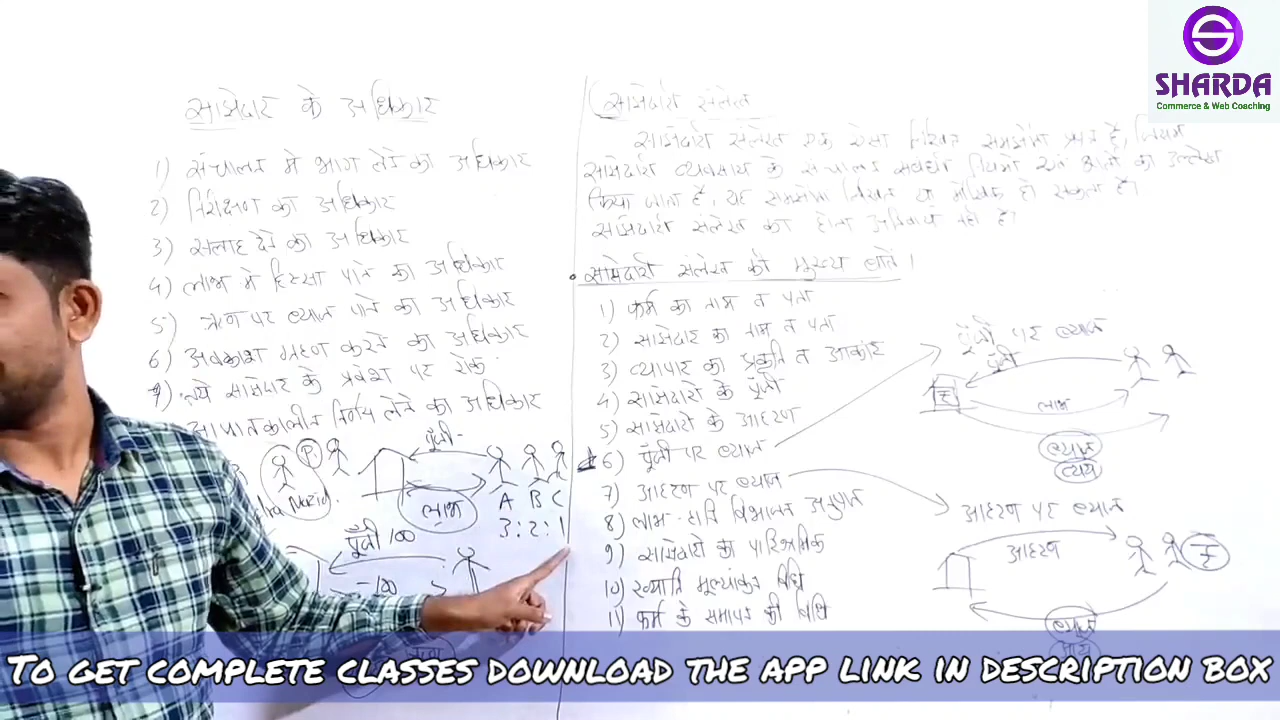 SHARDA
Commerce & Web Coaching
साझेदार के अधिकार
1) संचालन में भाग लेने का अधिकार
2) निरीक्षण का अधिकार
3) सलाह देने का अधिकार
4) लाभ में हिस्सा पाने का अधिकार
5) ऋण पर ब्याज पाने का अधिकार
6) अवकाश ग्रहण करने का अधिकार
7) नये साझेदार के प्रवेश पर रोक
आपातकालीन निर्णय लेने का अधिकार
P.
पूँजी
लाभ
A B C
3:2:1
पूँजी 100
-100
साझेदारी संलेख
साझेदारी संलेख एक ऐसा लिखित समझौता पत्र है, जिसमें
साझेदारी व्यवसाय के संचालन संबंधी नियमों एवं शर्तो का उल्लेख
किया जाता है, यह समझौता लिखित या मौखिक हो सकता है।
साझेदारी संलेख का होना अनिवार्य नही है।
साझेदारी संलेख की मुख्य बातें।
1) फर्म का नाम व पता
2) साझेदार का नाम व पता
3) व्यापार का प्रकृति व आकार
4) साझेदारो के पूँजी
5) साझेदारो के आहरण
6) पूँजी पर ब्याज
7) आहरण पर ब्याज
8) लाभ-हानि विभाजन अनुपात
9) साझेदारो का पारिश्रमिक
10) ख्याति मूल्यांकन विधि
11) फर्म के समापन की विधि
पूँजी पर ब्याज
पूँजी
₹
लाभ
ब्याज
व्यय
आहरण पर ब्याज
आहरण
₹
ब्याज
To get complete classes download the app link in description box